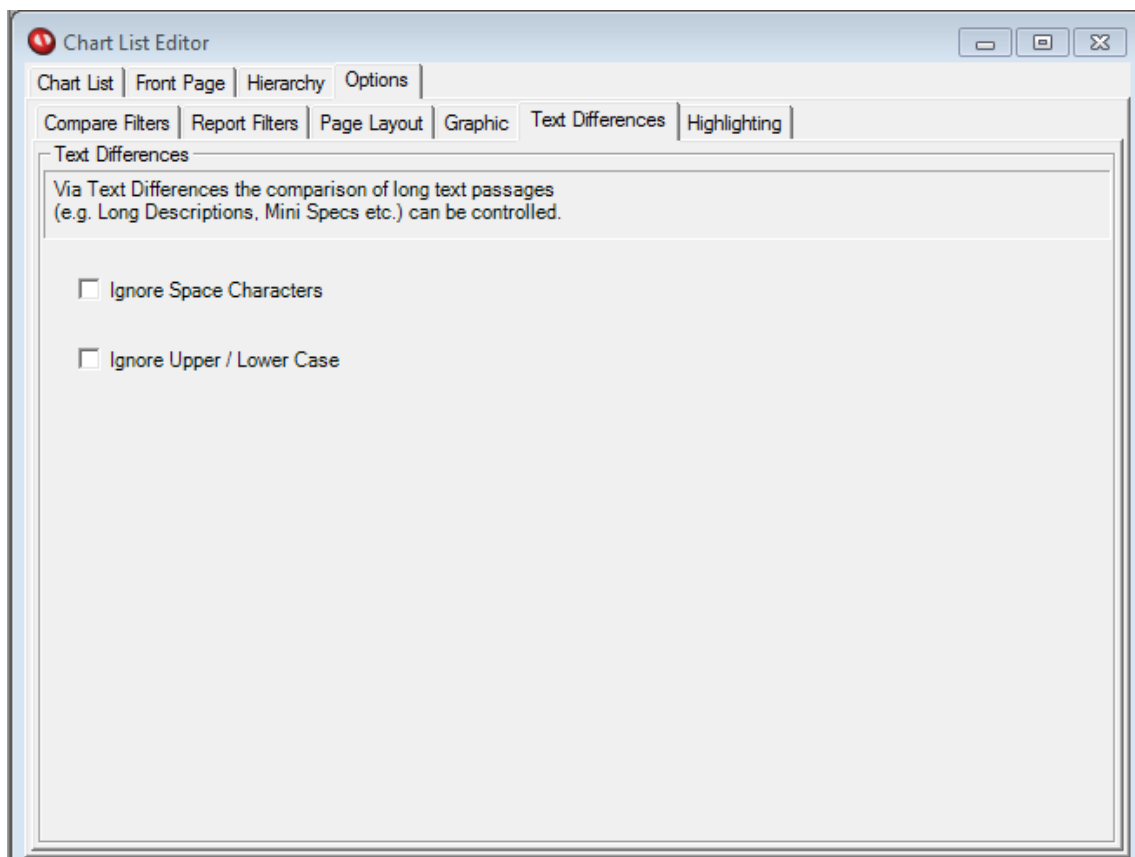 Chart List Editor
Chart List Front Page Hierarchy Options
Compare Filters Report Filters Page Layout Graphic Text Differences Highlighting
Text Differences
Via Text Differences the comparison of long text passages
(e.g. Long Descriptions, Mini Specs etc.) can be controlled.
Ignore Space Characters
Ignore Upper / Lower Case